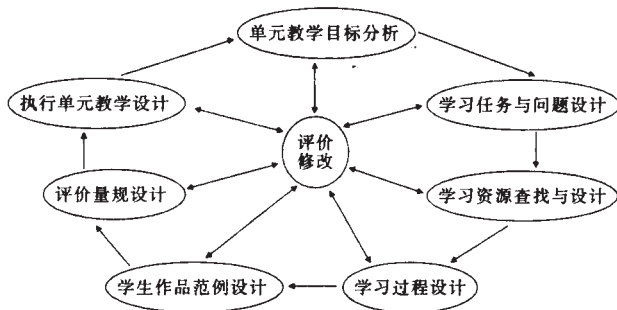 单元教学目标分析
执行单元教学设计
学习任务与问题设计
评价
修改
评价量规设计
学习资源查找与设计
学生作品范例设计
学习过程设计